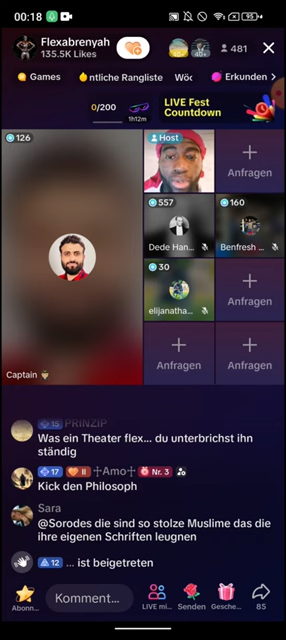 00:18
95
Flexabrenyah
135.5K Likes
481
Games
ntliche Rangliste
Erkunden
0/200
1h12m
LIVE Fest
Countdown
126
Host
Anfragen
557
160
Dede Han...
Benfresh ...
30
elijanatha...
Anfragen
Captain
Anfragen
Anfragen
15 PRINZIP
Was ein Theater flex... du unterbrichst ihn
ständig
17 II ☩Amo☩ Nr. 3
Kick den Philosoph
Sara
@Sorodes die sind so stolze Muslime das die
ihre eigenen Schriften leugnen
12 ... ist beigetreten
Abonn...
Komment...
LIVE mi...
Senden
Gesche...
85